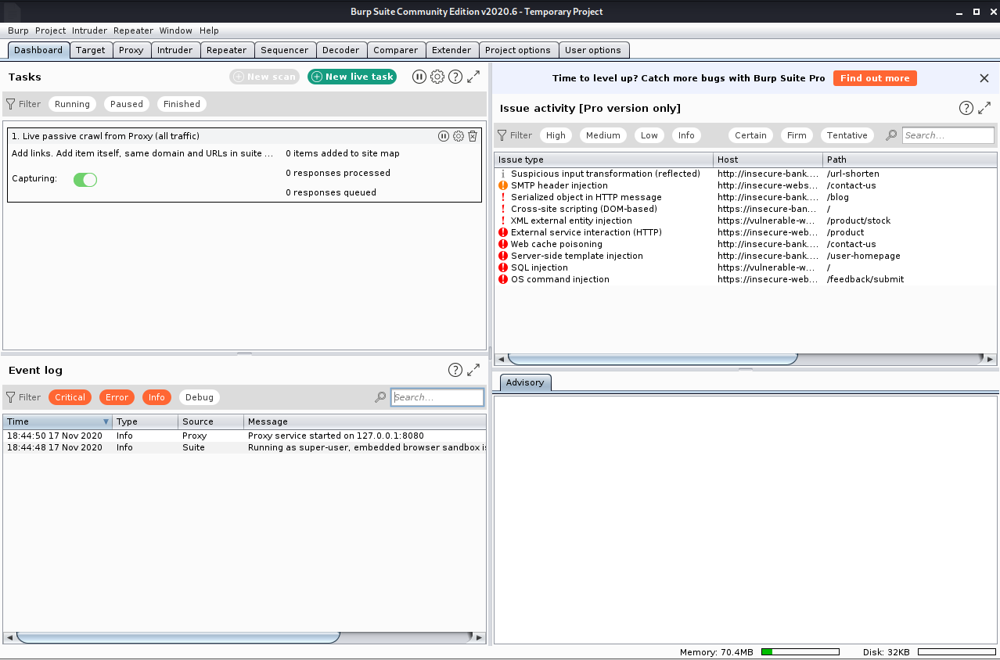 Burp Suite Community Edition v2020.6 - Temporary Project
Burp Project Intruder Repeater Window Help
Dashboard Target Proxy Intruder Repeater Sequencer Decoder Comparer Extender Project options User options
Tasks
New scan New live task
Filter Running Paused Finished
1. Live passive crawl from Proxy (all traffic)
Add links. Add item itself, same domain and URLs in suite ... 0 items added to site map
0 responses processed
Capturing:
0 responses queued
Event log
Filter Critical Error Info Debug Search...
Time Type Source Message
18:44:50 17 Nov 2020 Info Proxy Proxy service started on 127.0.0.1:8080
18:44:48 17 Nov 2020 Info Suite Running as super-user, embedded browser sandbox is
Time to level up? Catch more bugs with Burp Suite Pro Find out more
Issue activity [Pro version only]
Filter High Medium Low Info Certain Firm Tentative Search...
Issue type Host Path
Suspicious input transformation (reflected) http://insecure-bank.... /url-shorten
SMTP header injection http://insecure-webs... /contact-us
Serialized object in HTTP message http://insecure-bank.... /blog
Cross-site scripting (DOM-based) https://insecure-ban... /
XML external entity injection https://vulnerable-w... /product/stock
External service interaction (HTTP) https://insecure-web... /product
Web cache poisoning http://insecure-bank.... /contact-us
Server-side template injection http://insecure-bank.... /user-homepage
SQL injection https://vulnerable-w... /
OS command injection https://insecure-web... /feedback/submit
Advisory
Memory: 70.4MB Disk: 32KB